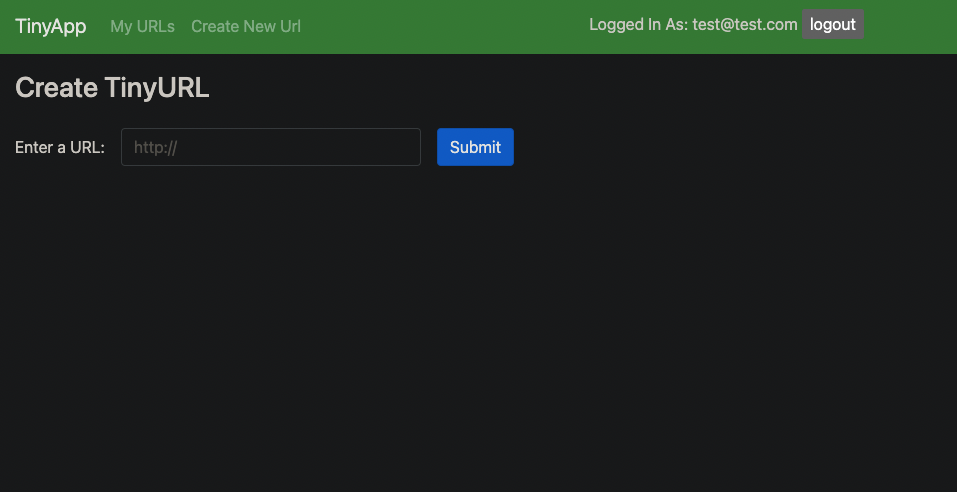 TinyApp My URLs Create New Url Logged In As: test@test.com logout
Create TinyURL
Enter a URL: http:// Submit